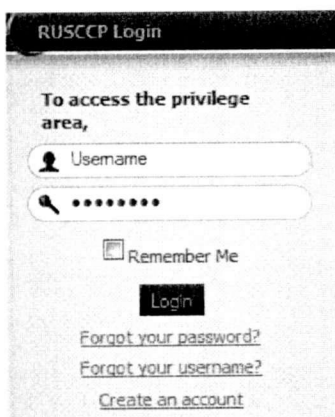 RUSCCP Login
To access the privilege
area,
Username
••••••••
Remember Me
Login
Forgot your password?
Forgot your username?
Create an account